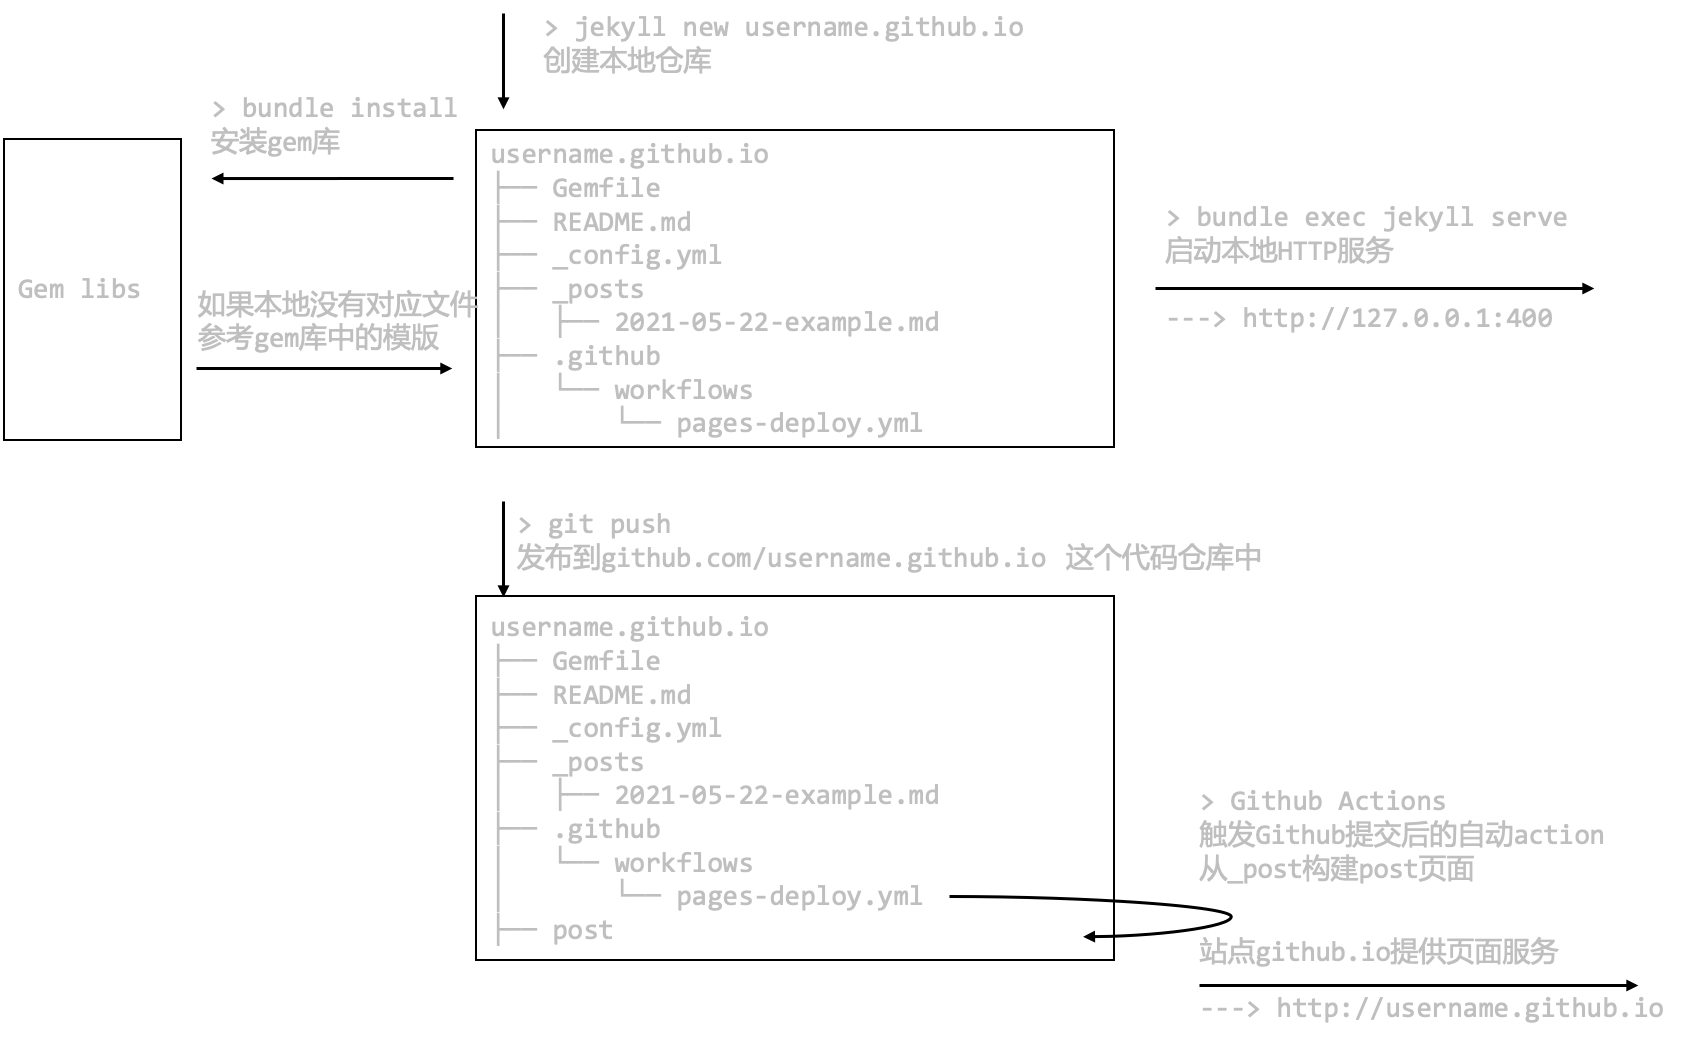 > jekyll new username.github.io
创建本地仓库
> bundle install
安装gem库
Gem libs
如果本地没有对应文件
参考gem库中的模版
username.github.io
├── Gemfile
├── README.md
├── _config.yml
├── _posts
│   ├── 2021-05-22-example.md
├── .github
│   └── workflows
│       └── pages-deploy.yml
> bundle exec jekyll serve
启动本地HTTP服务
---> http://127.0.0.1:400
> git push
发布到github.com/username.github.io 这个代码仓库中
username.github.io
├── Gemfile
├── README.md
├── _config.yml
├── _posts
│   ├── 2021-05-22-example.md
├── .github
│   └── workflows
│       └── pages-deploy.yml
├── post
> Github Actions
触发Github提交后的自动action
从_post构建post页面
站点github.io提供页面服务
---> http://username.github.io